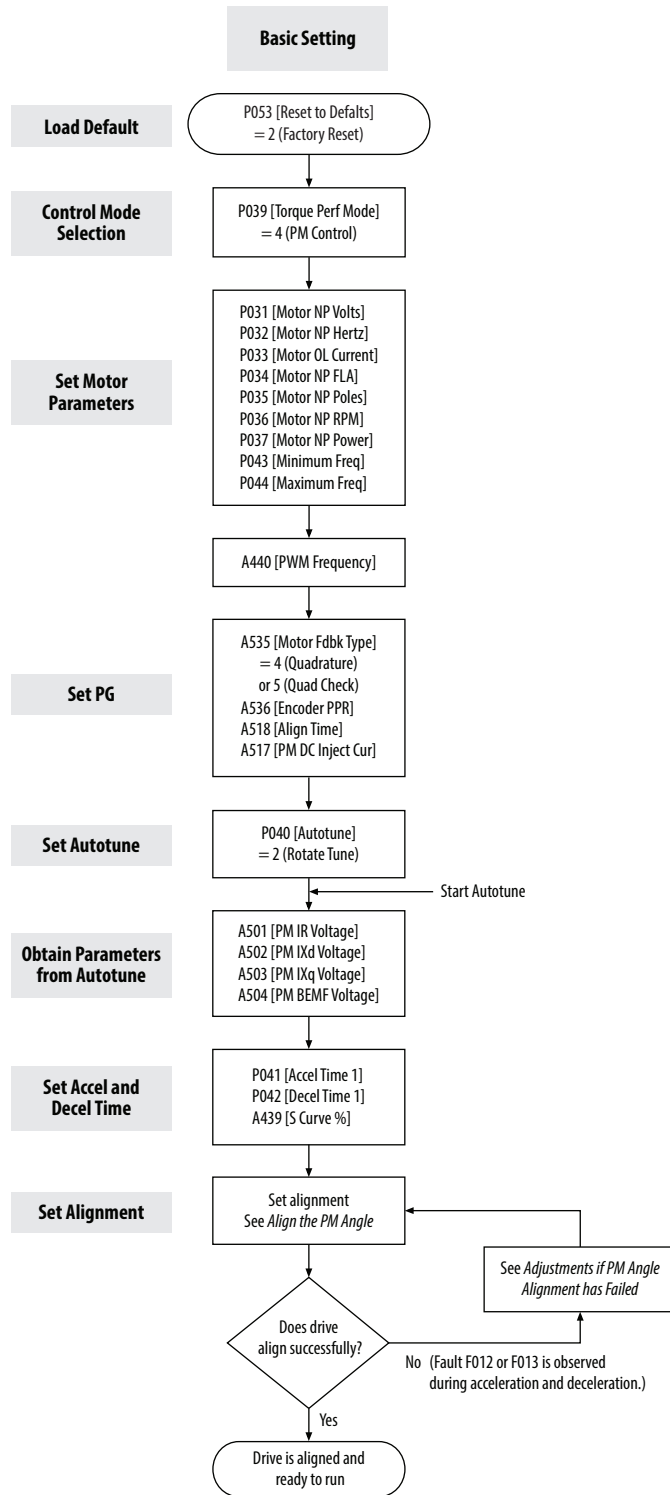 Basic Setting
Load Default
P053 [Reset to Defalts]
= 2 (Factory Reset)
Control Mode
Selection
P039 [Torque Perf Mode]
= 4 (PM Control)
Set Motor
Parameters
P031 [Motor NP Volts]
P032 [Motor NP Hertz]
P033 [Motor OL Current]
P034 [Motor NP FLA]
P035 [Motor NP Poles]
P036 [Motor NP RPM]
P037 [Motor NP Power]
P043 [Minimum Freq]
P044 [Maximum Freq]
A440 [PWM Frequency]
Set PG
A535 [Motor Fdbk Type]
= 4 (Quadrature)
or 5 (Quad Check)
A536 [Encoder PPR]
A518 [Align Time]
A517 [PM DC Inject Cur]
Set Autotune
P040 [Autotune]
= 2 (Rotate Tune)
Start Autotune
Obtain Parameters
from Autotune
A501 [PM IR Voltage]
A502 [PM IXd Voltage]
A503 [PM IXq Voltage]
A504 [PM BEMF Voltage]
Set Accel and
Decel Time
P041 [Accel Time 1]
P042 [Decel Time 1]
A439 [S Curve %]
Set Alignment
Set alignment
See Align the PM Angle
See Adjustments if PM Angle
Alignment has Failed
Does drive
align successfully?
No (Fault F012 or F013 is observed
during acceleration and deceleration.)
Yes
Drive is aligned and
ready to run